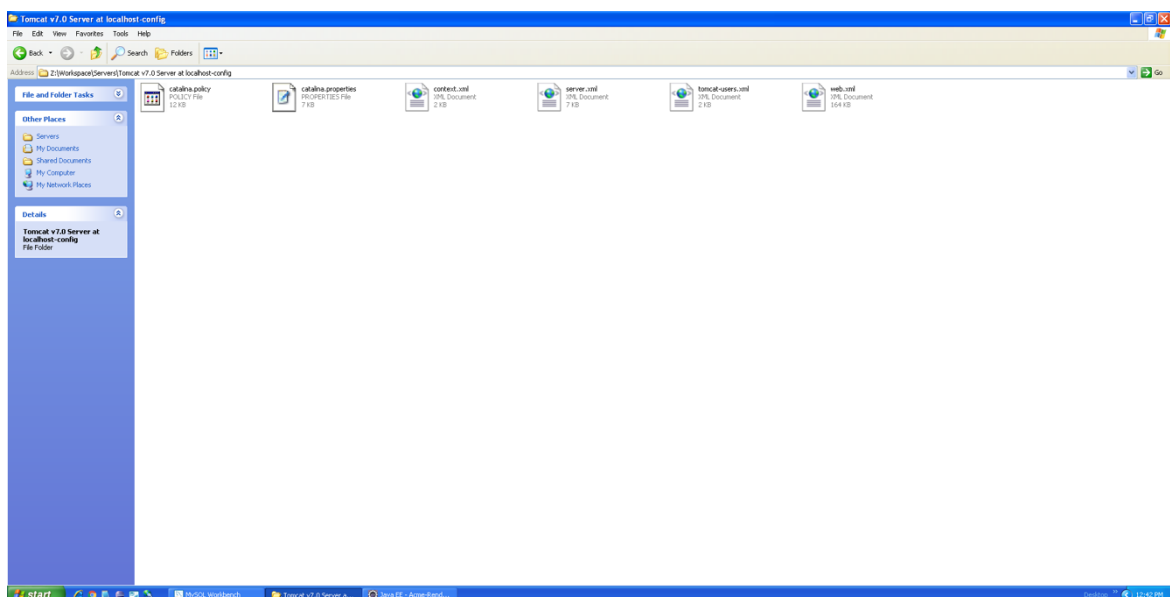 Tomcat v7.0 Server at localhost-config
File Edit View Favorites Tools Help
Back Search Folders
Address Z:\Workspace\Servers\Tomcat v7.0 Server at localhost-config Go
File and Folder Tasks
Other Places
Servers
My Documents
Shared Documents
My Computer
My Network Places
Details
Tomcat v7.0 Server at
localhost-config
File Folder
catalina.policy
POLICY File
12 KB
catalina.properties
PROPERTIES File
7 KB
context.xml
XML Document
2 KB
server.xml
XML Document
7 KB
tomcat-users.xml
XML Document
2 KB
web.xml
XML Document
164 KB
start MySQL Workbench Tomcat v7.0 Server a... Java EE - Acme-Rend... Desktop 12:42 PM